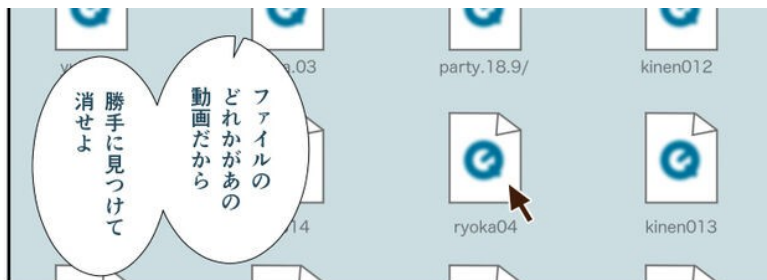 ファイルの
どれかがあの
動画だから
勝手に見つけて
消せよ
party.18.9/
kinen012
ryoka04
kinen013